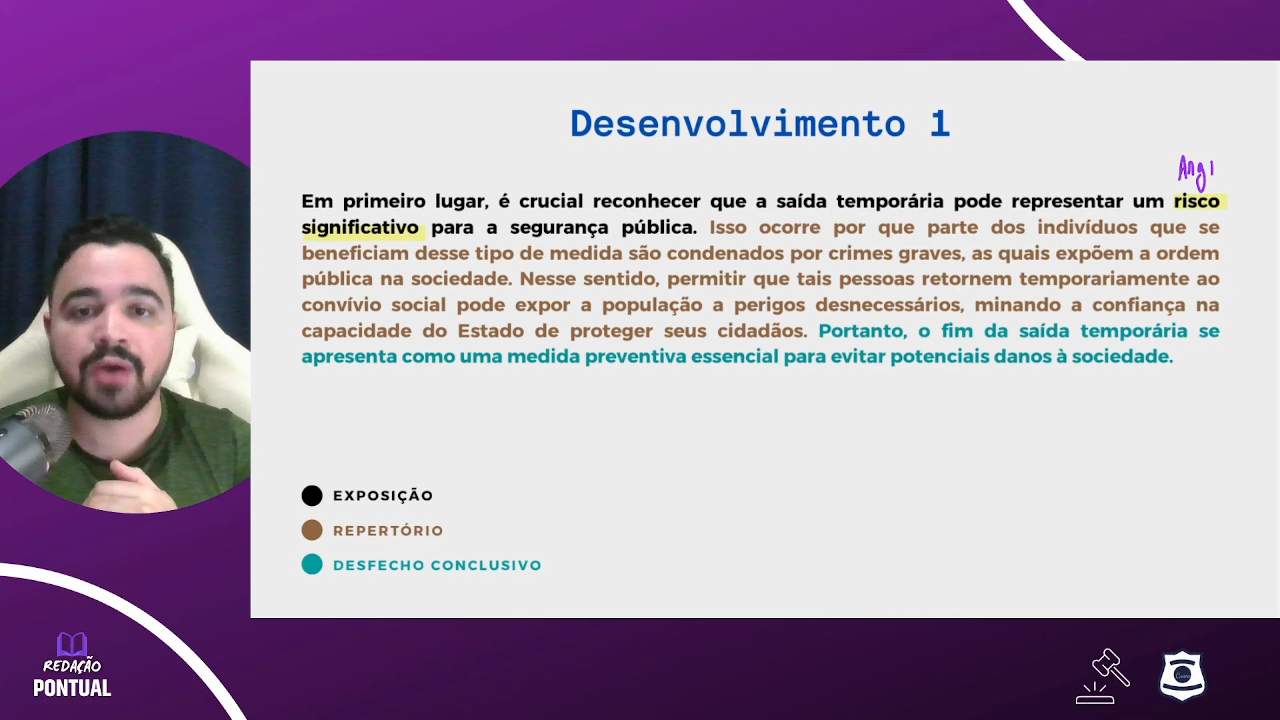 Desenvolvimento 1
Arg 1
Em primeiro lugar, é crucial reconhecer que a saída temporária pode representar um risco
significativo para a segurança pública. Isso ocorre por que parte dos indivíduos que se
beneficiam desse tipo de medida são condenados por crimes graves, as quais expõem a ordem
pública na sociedade. Nesse sentido, permitir que tais pessoas retornem temporariamente ao
convívio social pode expor a população a perigos desnecessários, minando a confiança na
capacidade do Estado de proteger seus cidadãos. Portanto, o fim da saída temporária se
apresenta como uma medida preventiva essencial para evitar potenciais danos à sociedade.
EXPOSIÇÃO
REPERTÓRIO
DESFECHO CONCLUSIVO
REDAÇÃO
PONTUAL